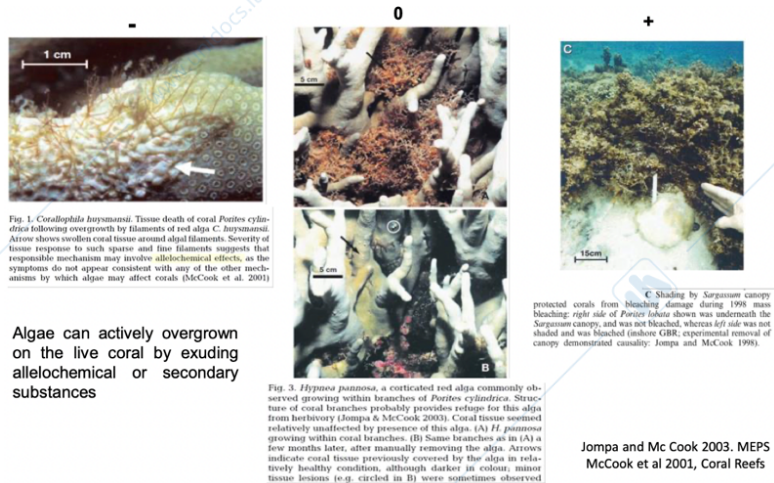 docs.
-
0
+
1 cm
Fig. 1. Corallophila huysmansii. Tissue death of coral Porites cylin-
drica following overgrowth by filaments of red alga C. huysmansii.
Arrow shows swollen coral tissue around algal filaments. Severity of
tissue response to such sparse and fine filaments suggests that
responsible mechanism may involve allelochemical effects, as the
symptoms do not appear consistent with any of the other mech-
anisms by which algae may affect corals (McCook et al. 2001)
Algae can actively overgrown
on the live coral by exuding
allelochemical or secondary
substances
5 cm
A
5 cm
B
Fig. 3. Hypnea pannosa, a corticated red alga commonly ob-
served growing within branches of Porites cylindrica. Struc-
ture of coral branches probably provides refuge for this alga
from herbivory (Jompa & McCook 2003). Coral tissue seemed
relatively unaffected by presence of this alga. (A) H. pannosa
growing within coral branches. (B) Same branches as in (A) a
few months later, after manually removing the alga. Arrows
indicate coral tissue previously covered by the alga in rela-
tively healthy condition, although darker in colour; minor
tissue lesions (e.g. circled in B) were sometimes observed
C
15cm
C Shading by Sargassum canopy
protected corals from bleaching damage during 1998 mass
bleaching: right side of Porites lobata shown was underneath the
Sargassum canopy, and was not bleached, whereas left side was not
shaded and was bleached (inshore GBR; experimental removal of
canopy demonstrated causality: Jompa and McCook 1998).
Jompa and Mc Cook 2003. MEPS
McCook et al 2001, Coral Reefs